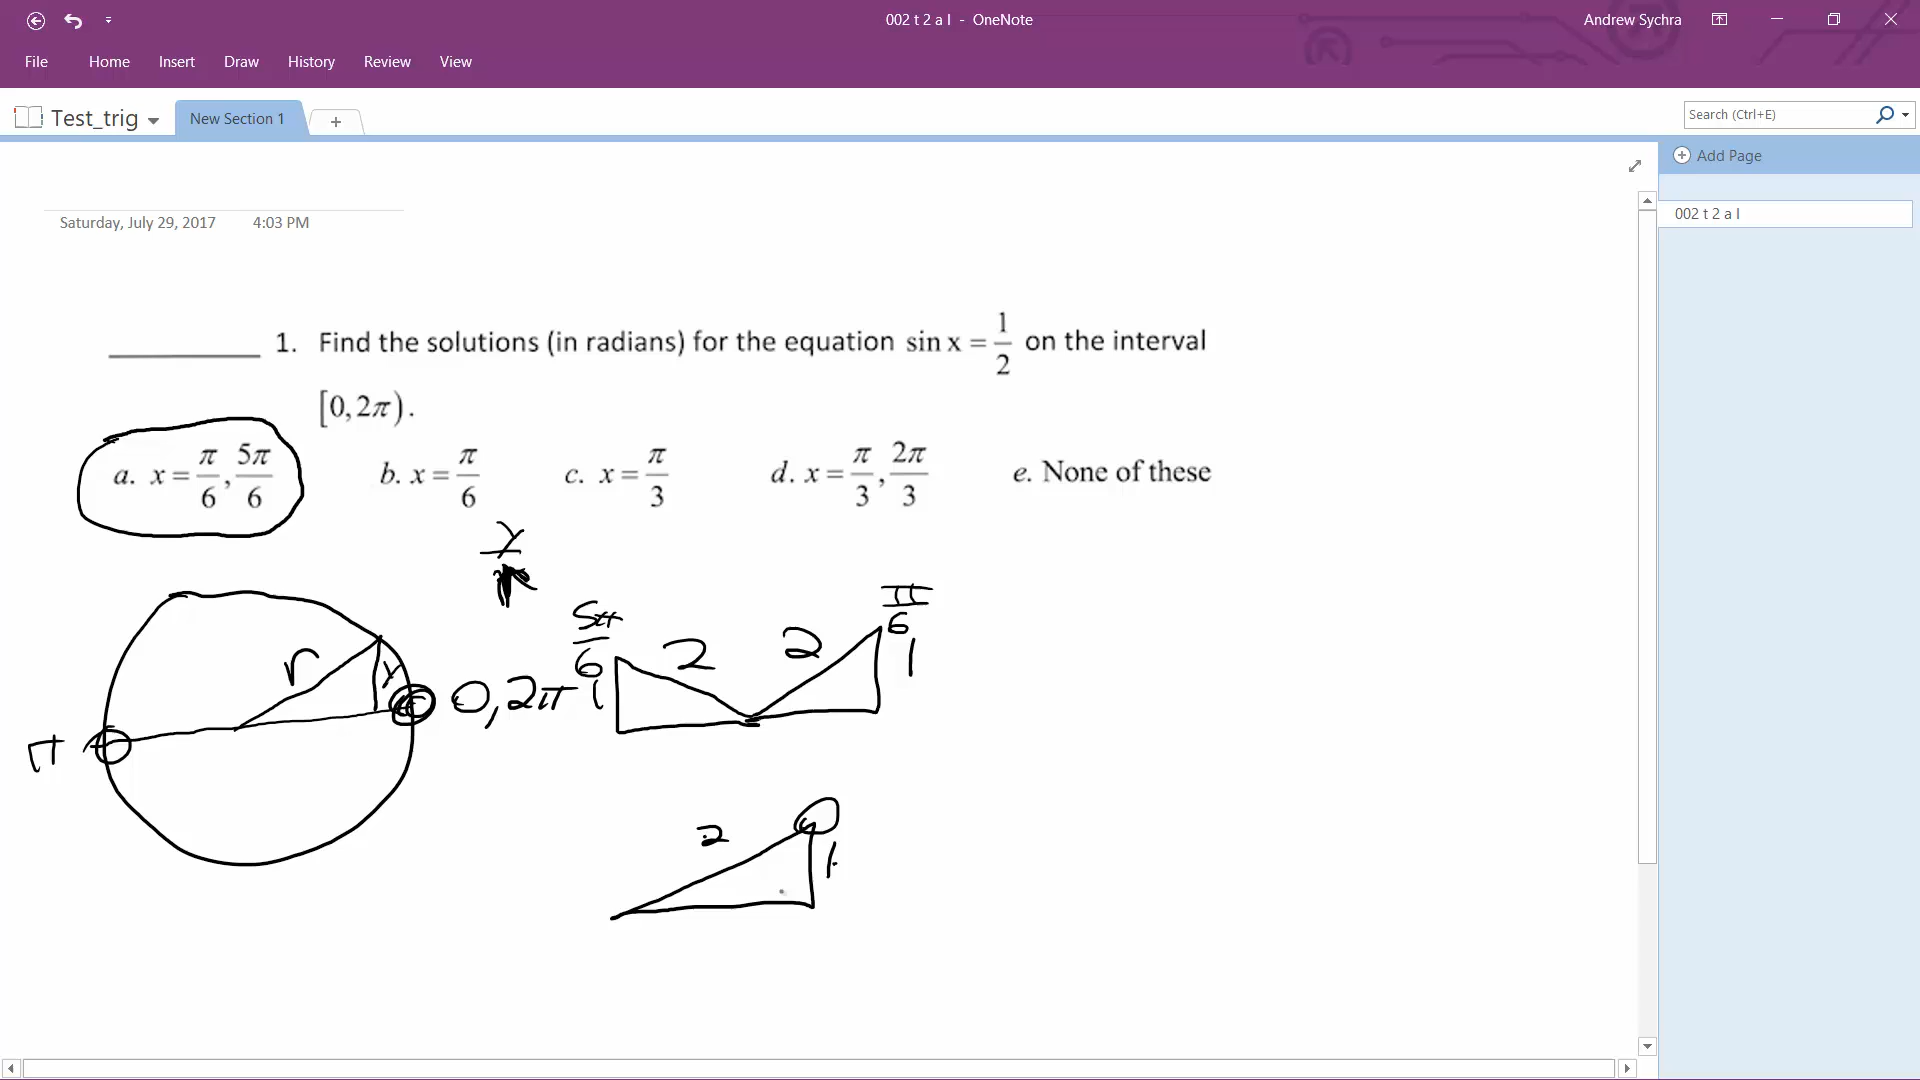 002 t 2 a l - OneNote
Andrew Sychra
File Home Insert Draw History Review View
Test_trig New Section 1 +
Search (Ctrl+E)
Add Page
002 t 2 a l
Saturday, July 29, 2017 4:03 PM
1. Find the solutions (in radians) for the equation sin x = 1/2 on the interval
[0, 2π).
a. x = π/6, 5π/6 b. x = π/6 c. x = π/3 d. x = π/3, 2π/3 e. None of these
5π/6 π/6
r y 0, 2π 1 2 2 1
π
2 1